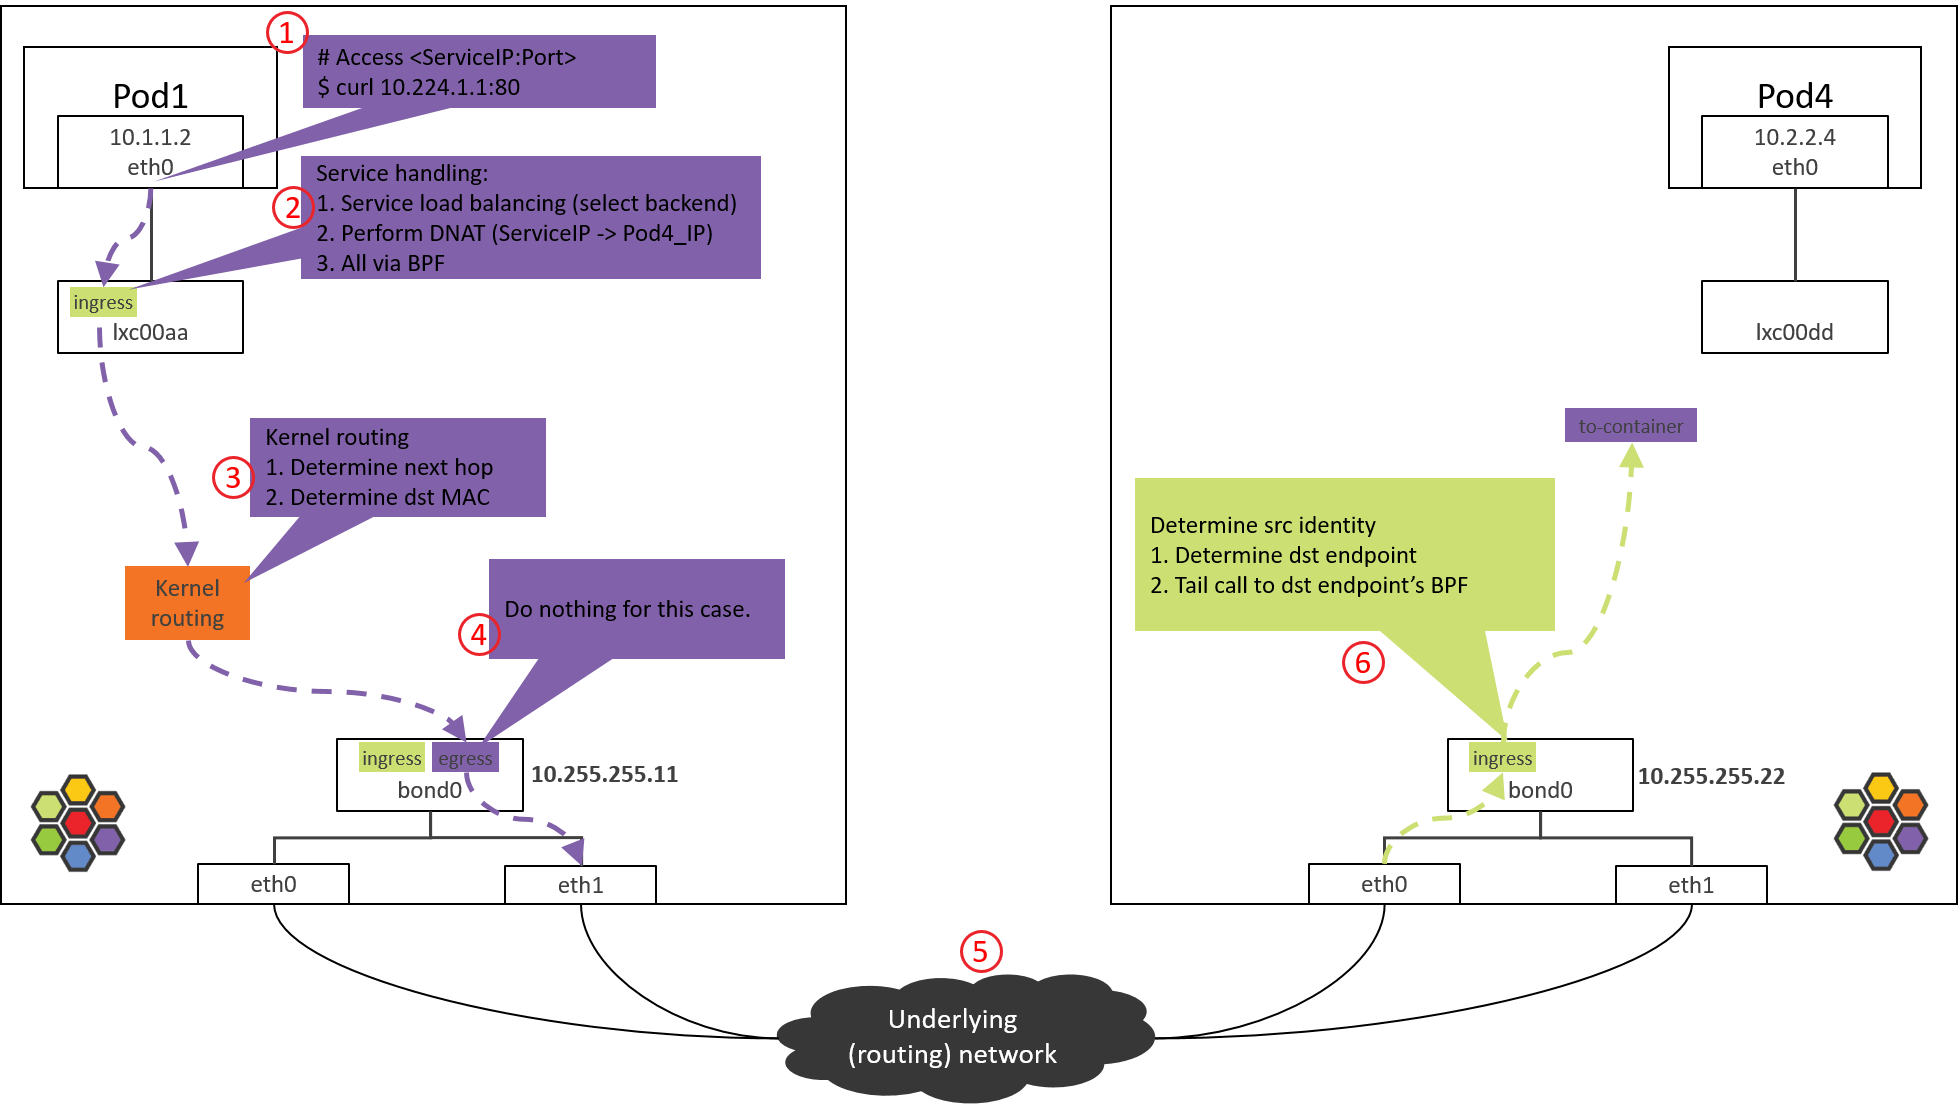 1
# Access <ServiceIP:Port>
$ curl 10.224.1.1:80
Pod1
10.1.1.2
eth0
2
Service handling:
1. Service load balancing (select backend)
2. Perform DNAT (ServiceIP -> Pod4_IP)
3. All via BPF
ingress
lxc00aa
3
Kernel routing
1. Determine next hop
2. Determine dst MAC
Kernel
routing
4
Do nothing for this case.
ingress
egress
bond0
10.255.255.11
eth0
eth1
5
Underlying
(routing) network
Pod4
10.2.2.4
eth0
lxc00dd
to-container
Determine src identity
1. Determine dst endpoint
2. Tail call to dst endpoint’s BPF
6
ingress
bond0
10.255.255.22
eth0
eth1